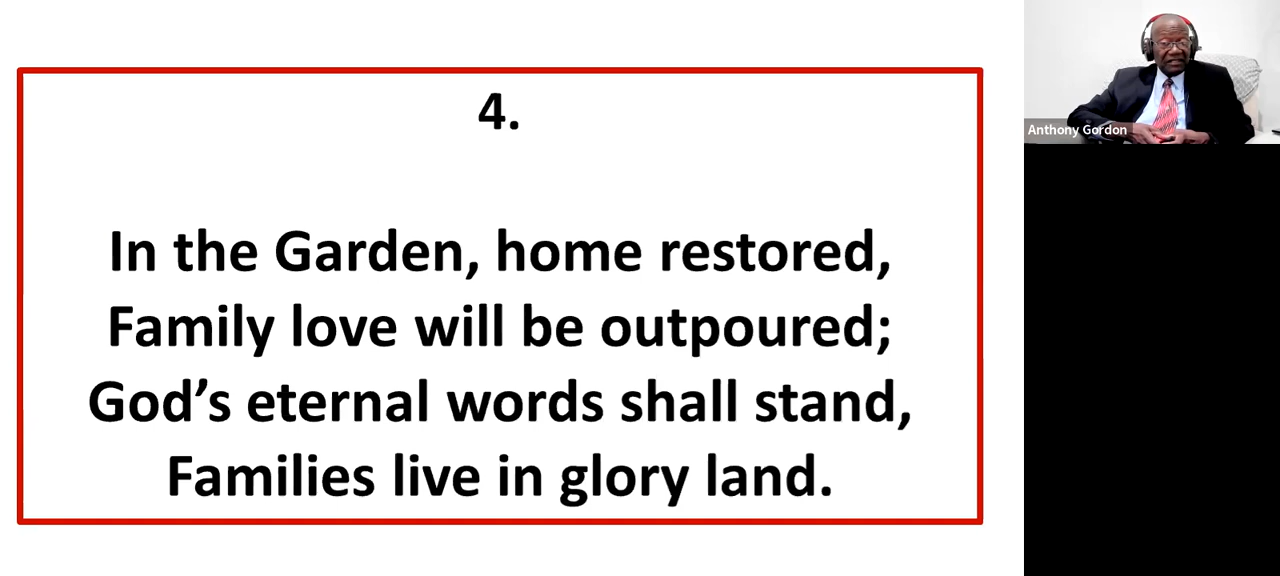 4.
In the Garden, home restored,
Family love will be outpoured;
God’s eternal words shall stand,
Families live in glory land.
Anthony Gordon